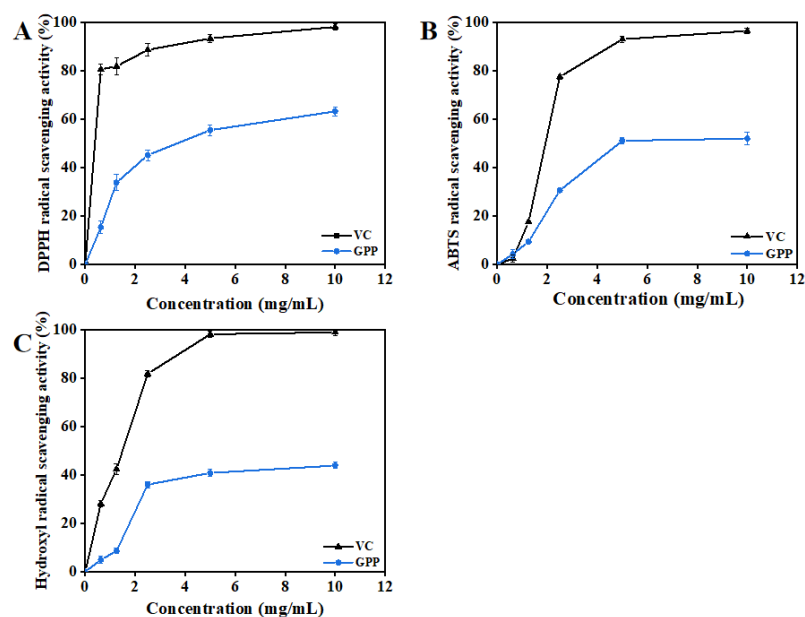 A
DPPH radical scavenging activity (%)
100
80
60
40
20
0
VC
GPP
0 2 4 6 8 10 12
Concentration (mg/mL)
B
ABTS radical scavenging activity (%)
100
80
60
40
20
0
VC
GPP
0 2 4 6 8 10 12
Concentration (mg/mL)
C
Hydroxyl radical scavenging activity (%)
100
80
60
40
20
0
VC
GPP
0 2 4 6 8 10 12
Concentration (mg/mL)